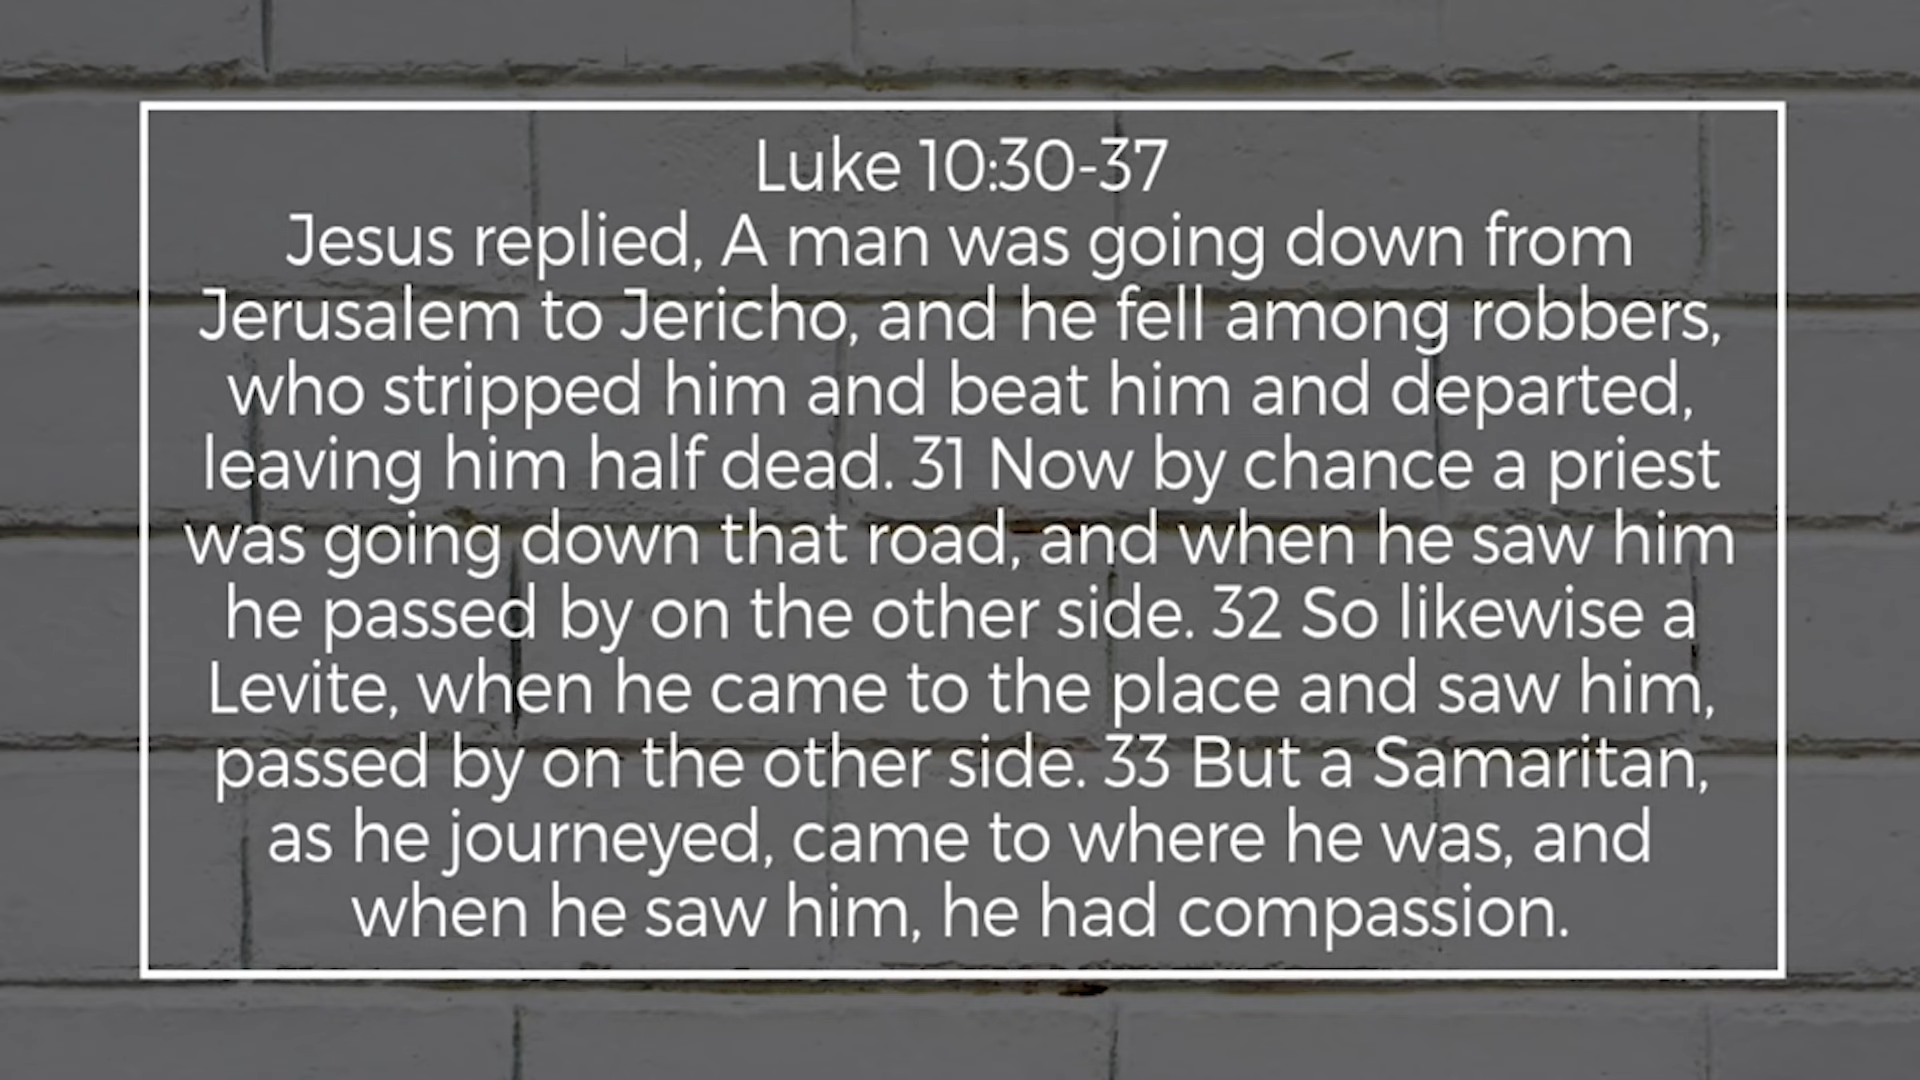 Luke 10:30-37
Jesus replied, A man was going down from
Jerusalem to Jericho, and he fell among robbers,
who stripped him and beat him and departed,
leaving him half dead. 31 Now by chance a priest
was going down that road, and when he saw him
he passed by on the other side. 32 So likewise a
Levite, when he came to the place and saw him,
passed by on the other side. 33 But a Samaritan,
as he journeyed, came to where he was, and
when he saw him, he had compassion.